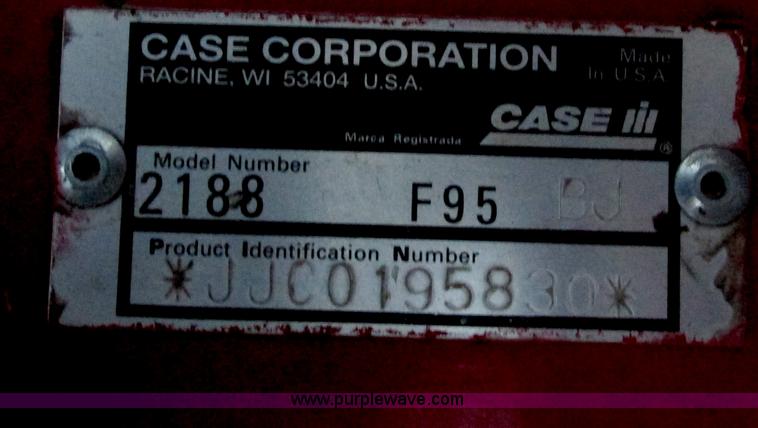 CASE CORPORATION
Made
RACINE, WI 53404 U.S.A.
In U.S.A
CASE III
Marca Registrada ®
Model Number
2188 F95 BJ
Product Identification Number
*JJC0195830*
www.purplewave.com